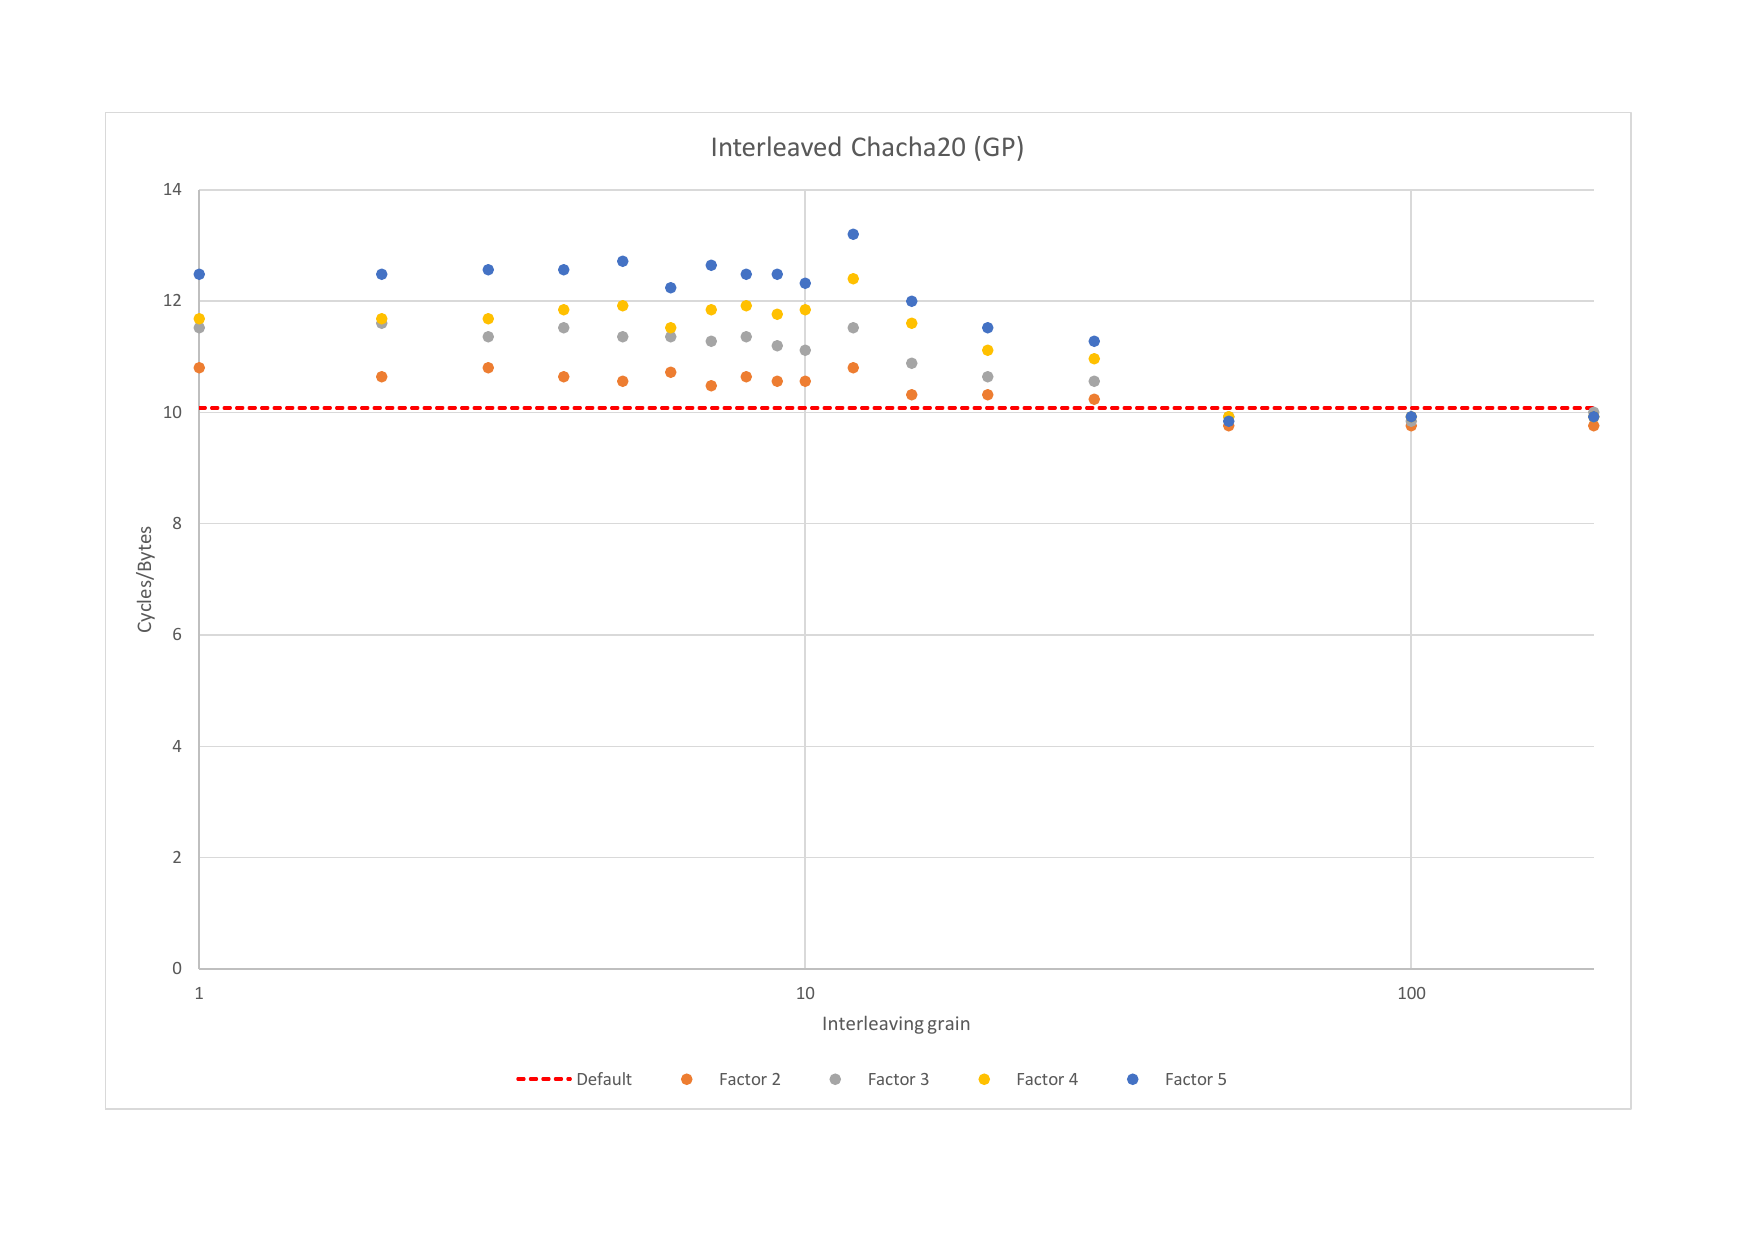 Interleaved Chacha20 (GP)
14
12
10
8
6
4
2
0
Cycles/Bytes
1 10 100
Interleaving grain
Default Factor 2 Factor 3 Factor 4 Factor 5